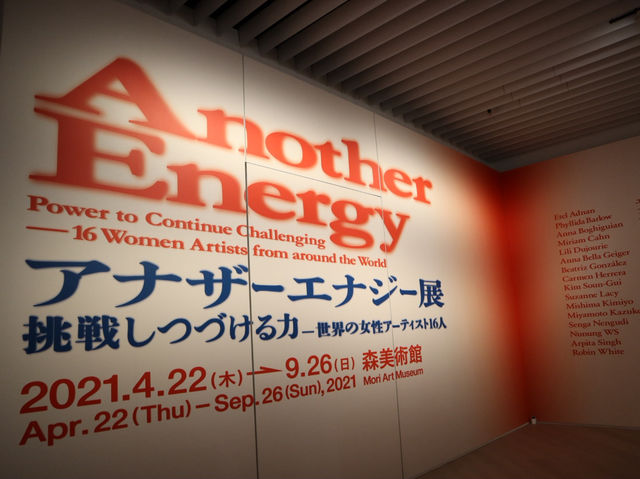 Another
Energy
Power to Continue Challenging
—16 Women Artists from around the World
アナザーエナジー展
挑戦しつづける力—世界の女性アーティスト16人
2021.4.22(木)→9.26(日) 森美術館
Apr. 22 (Thu) – Sep. 26 (Sun), 2021 Mori Art Museum
Etel Adnan
Phyllida Barlow
Anna Boghiguian
Miriam Cahn
Lili Dujourie
Anna Bella Geiger
Beatriz González
Carmen Herrera
Kim Soun-Gui
Suzanne Lacy
Mishima Kimiyo
Miyamoto Kazuko
Senga Nengudi
Nunung WS
Arpita Singh
Robin White